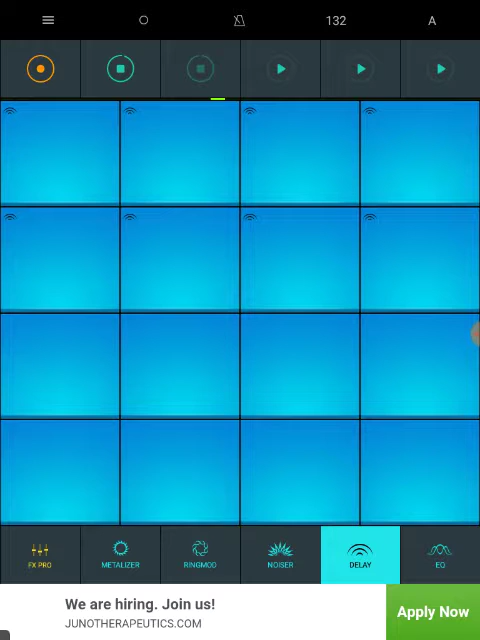 132
A
FX PRO
METALIZER
RINGMOD
NOISER
DELAY
EQ
We are hiring. Join us!
JUNOTHERAPEUTICS.COM
Apply Now